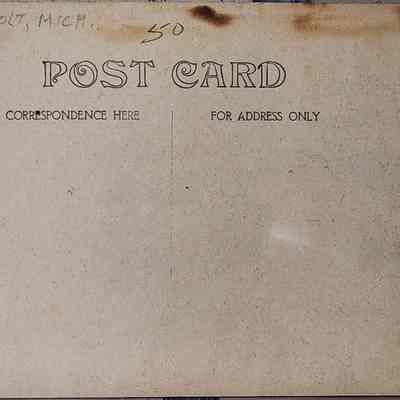 OLT, MICH.
50
POST CARD
CORRESPONDENCE HERE
FOR ADDRESS ONLY